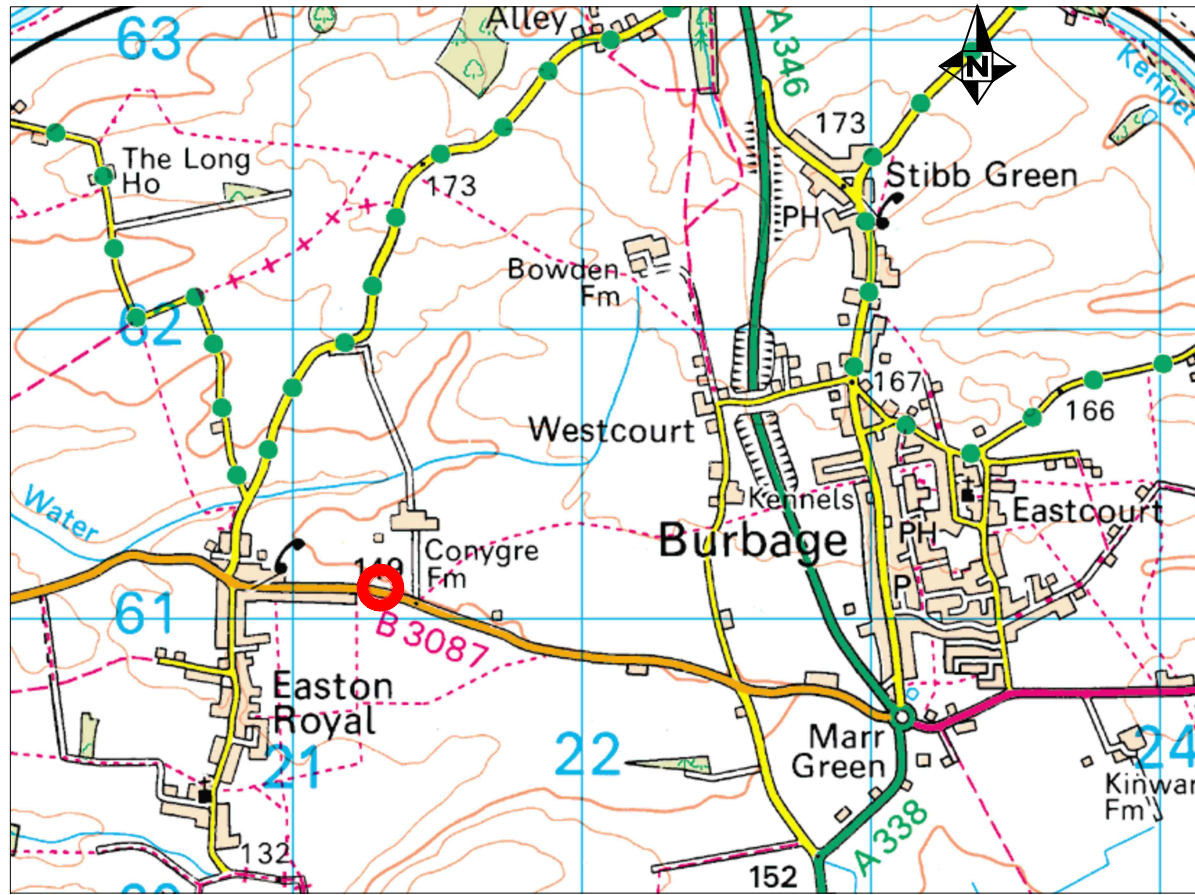 63
Alley
A 346
N
Kennet
173
The Long
Ho
173
Stibb Green
PH
Bowden
Fm
62
167
166
Westcourt
Kennels
Eastcourt
Water
Burbage
PH
Conygre
Fm
149
P
61
B 3087
Easton
Royal
21
22
Marr
Green
24
Kinwar
Fm
A 338
132
152